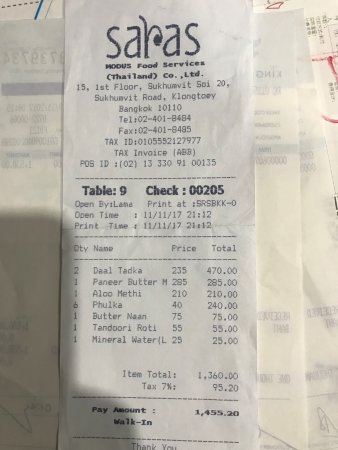 saras
MODUS Food Services
(Thailand) Co.,Ltd.
15, 1st Floor, Sukhumvit Soi 20,
Sukhumvit Road, Klongtoey
Bangkok 10110
Tel:02-401-8484
Fax:02-401-8485
TAX ID:0105552127977
TAX Invoice (ABB)
POS ID :(02) 13 330 91 00135
Table: 9 Check : 00205
Open By:Lama Print at :SRSBKK-0
Open Time : 11/11/17 21:12
Print Time : 11/11/17 21:12
Qty Name Price Total
2 Daal Tadka 235 470.00
1 Paneer Butter M 285 285.00
1 Aloo Methi 210 210.00
6 Phulka 40 240.00
1 Butter Naan 75 75.00
1 Tandoori Roti 55 55.00
1 Mineral Water(L 25 25.00
Item Total: 1,360.00
Tax 7%: 95.20
Pay Amount : 1,455.20
Walk-In
Thank You